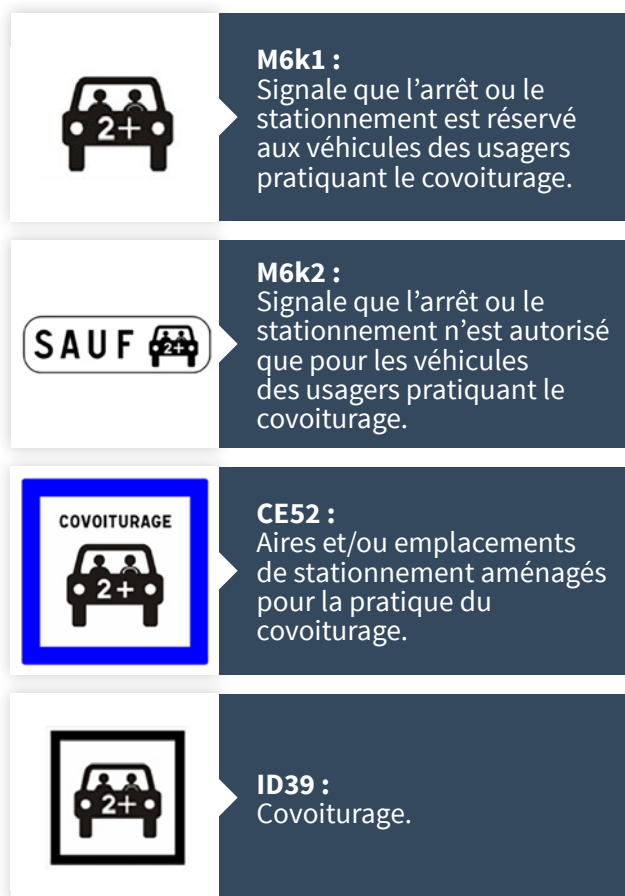 2+
M6k1 :
Signale que l’arrêt ou le
stationnement est réservé
aux véhicules des usagers
pratiquant le covoiturage.
SAUF 2+
M6k2 :
Signale que l’arrêt ou le
stationnement n’est autorisé
que pour les véhicules
des usagers pratiquant le
covoiturage.
COVOITURAGE
2+
CE52 :
Aires et/ou emplacements
de stationnement aménagés
pour la pratique du
covoiturage.
2+
ID39 :
Covoiturage.